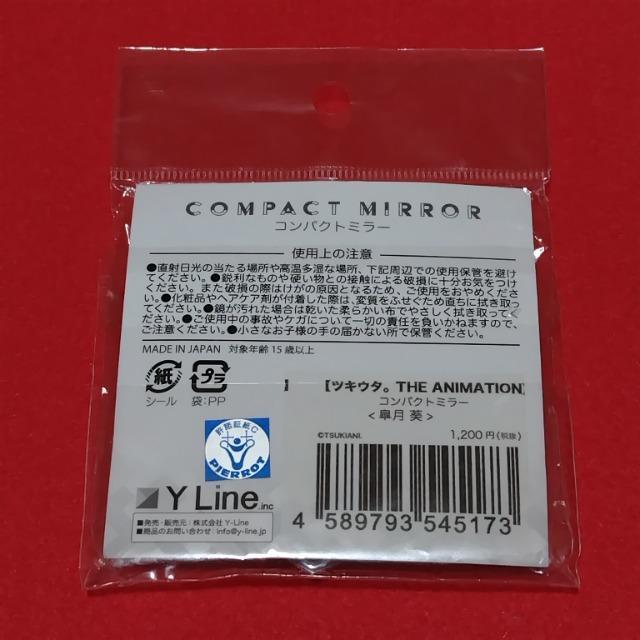 COMPACT MIRROR
コンパクトミラー
使用上の注意
●直射日光の当たる場所や高温多湿な場所、下記周辺での使用保管を避け
てください。●鋭利なものや硬い物との接触による破損に十分お気をつけ
ください。また破損の際はけがの原因となるため、ご使用をおやめくださ
い。●化粧品やヘアケア剤が付着した際は、変質をふせぐため直ちに拭き取っ
てください。●鏡が汚れた場合は乾いた柔らかい布でやさしく拭き取って
ください。●ご使用中の事故やケガについて一切の責任を負いかねますので、
ご注意ください。●小さなお子様の手の届かない所で保管ください。
MADE IN JAPAN 対象年齢15歳以上
紙 プラ
シール 袋:PP
【ツキウタ。THE ANIMATION】
コンパクトミラー
<皐月 葵>
©TSUKIANI. 1,200円(税抜)
許諾証紙C
PIERROT
Y Line.inc
■発売・販売元:株式会社 Y-Line
■商品のお問い合わせ:info@y-line.jp
4 589793 545173